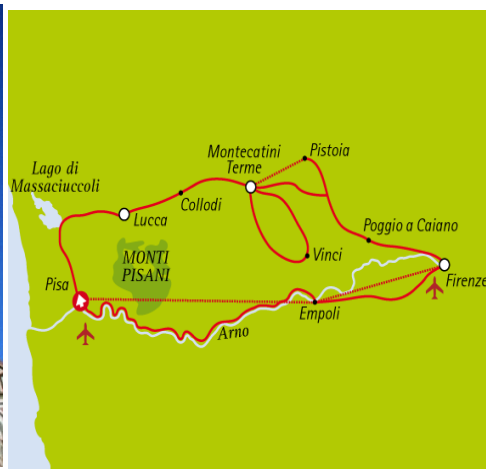 Pistoia
Montecatini
Terme
Lago di
Massaciuccoli
Collodi
Lucca
Poggio a Caiano
MONTI
PISANI
Vinci
Pisa
Firenze
Empoli
Arno